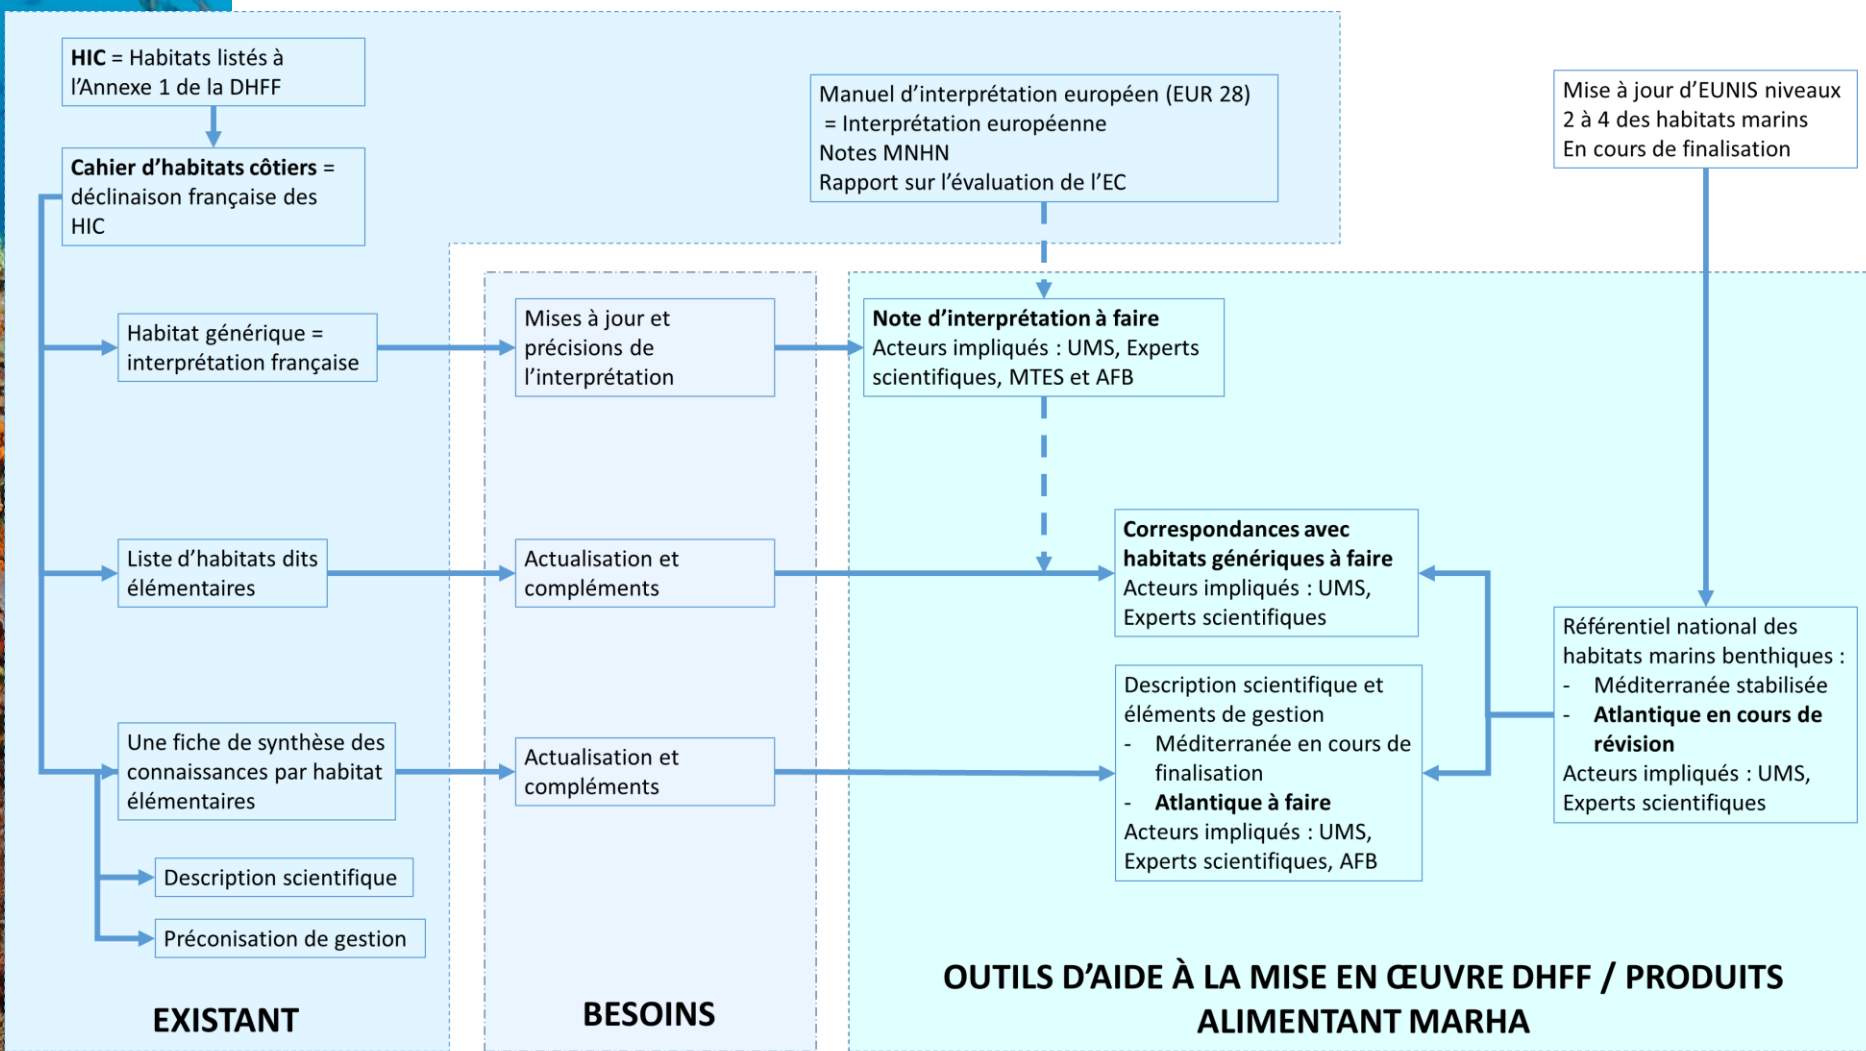 HIC = Habitats listés à
l'Annexe 1 de la DHFF
Cahier d'habitats côtiers =
déclinaison française des
HIC
Habitat générique =
interprétation française
Liste d'habitats dits
élémentaires
Une fiche de synthèse des
connaissances par habitat
élémentaires
Description scientifique
Préconisation de gestion
EXISTANT
Mises à jour et
précisions de
l'interprétation
Actualisation et
compléments
Actualisation et
compléments
BESOINS
Manuel d'interprétation européen (EUR 28)
= Interprétation européenne
Notes MNHN
Rapport sur l'évaluation de l'EC
Note d'interprétation à faire
Acteurs impliqués : UMS, Experts
scientifiques, MTES et AFB
Correspondances avec
habitats génériques à faire
Acteurs impliqués : UMS,
Experts scientifiques
Description scientifique et
éléments de gestion
- Méditerranée en cours de
finalisation
- Atlantique à faire
Acteurs impliqués : UMS,
Experts scientifiques, AFB
Mise à jour d'EUNIS niveaux
2 à 4 des habitats marins
En cours de finalisation
Référentiel national des
habitats marins benthiques :
- Méditerranée stabilisée
- Atlantique en cours de
révision
Acteurs impliqués : UMS,
Experts scientifiques
OUTILS D'AIDE À LA MISE EN ŒUVRE DHFF / PRODUITS
ALIMENTANT MARHA